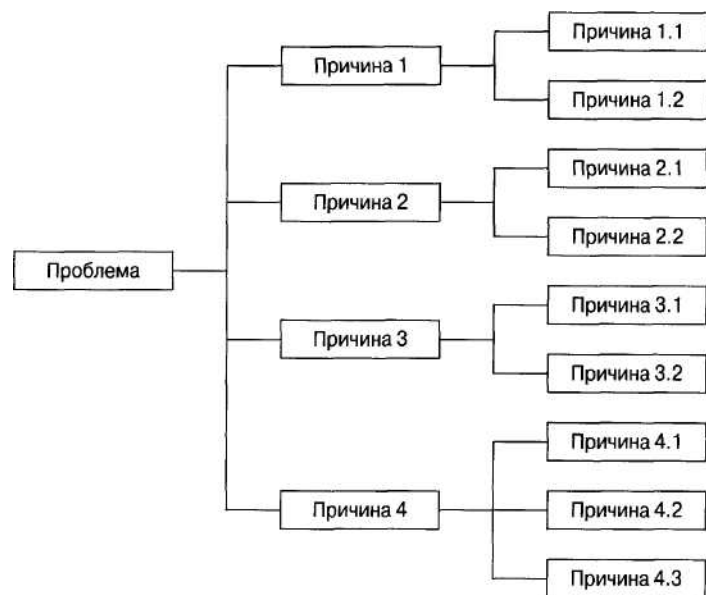 Проблема
Причина 1
Причина 1.1
Причина 1.2
Причина 2
Причина 2.1
Причина 2.2
Причина 3
Причина 3.1
Причина 3.2
Причина 4
Причина 4.1
Причина 4.2
Причина 4.3